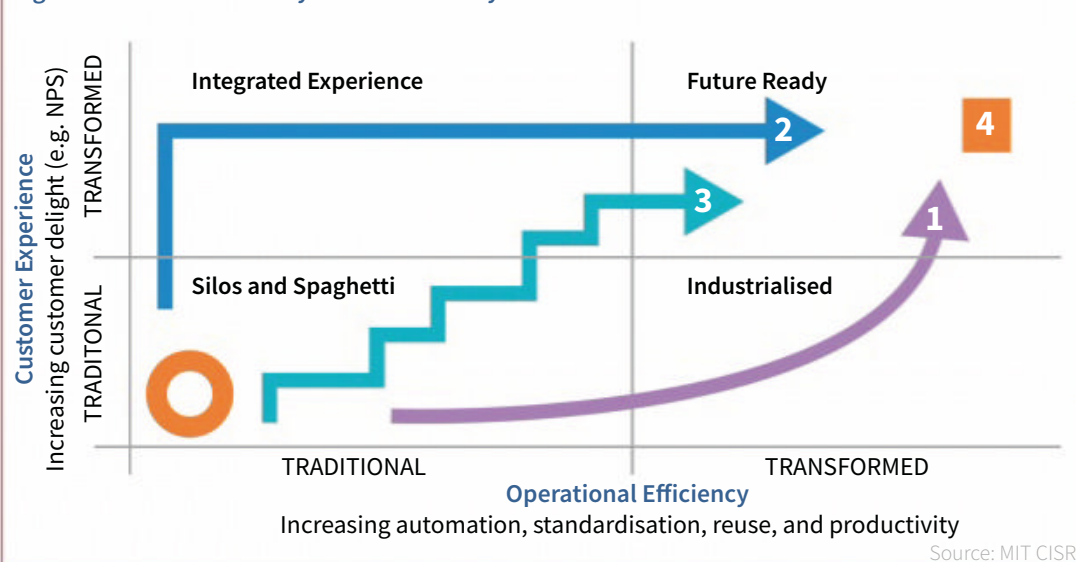 Customer Experience
Increasing customer delight (e.g. NPS)
TRANSFORMED
TRADITONAL
Integrated Experience
Future Ready
2
4
3
1
Silos and Spaghetti
Industrialised
TRADITIONAL
TRANSFORMED
Operational Efficiency
Increasing automation, standardisation, reuse, and productivity
Source: MIT CISR